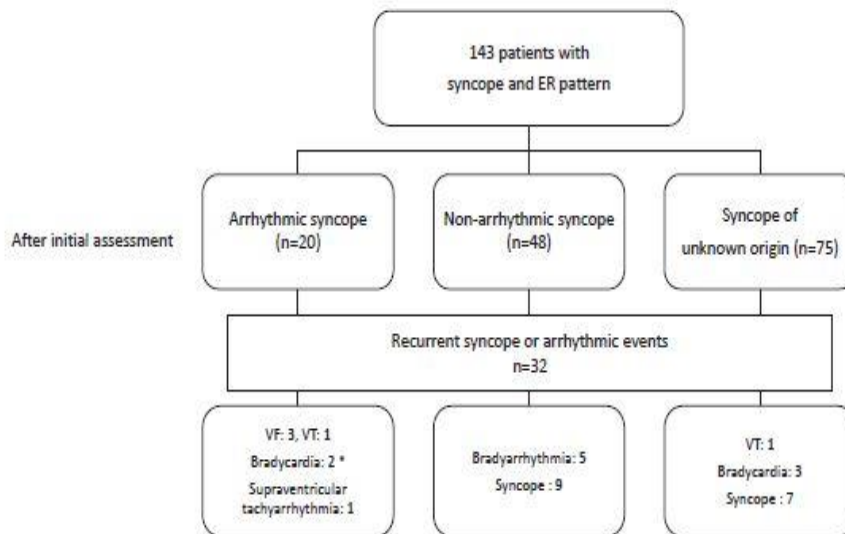 143 patients with
syncope and ER pattern
After initial assessment
Arrhythmic syncope
(n=20)
Non-arrhythmic syncope
(n=48)
Syncope of
unknown origin (n=75)
Recurrent syncope or arrhythmic events
n=32
VF: 3, VT: 1
Bradycardia: 2 *
Supraventricular
tachyarrhythmia: 1
Bradyarrhythmia: 5
Syncope : 9
VT: 1
Bradycardia: 3
Syncope : 7